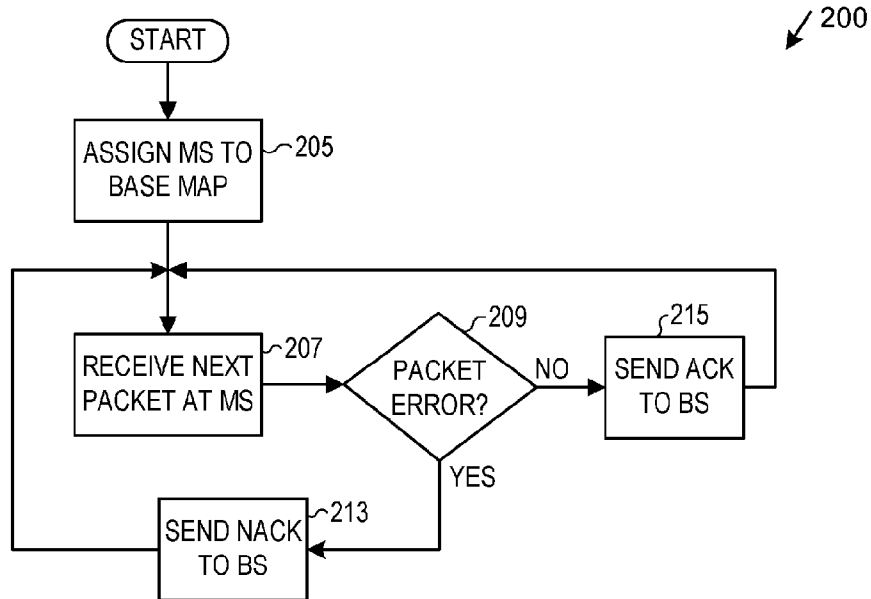 200
START
205
ASSIGN MS TO
BASE MAP
207
RECEIVE NEXT
PACKET AT MS
209
PACKET
ERROR?
NO
YES
215
SEND ACK
TO BS
213
SEND NACK
TO BS